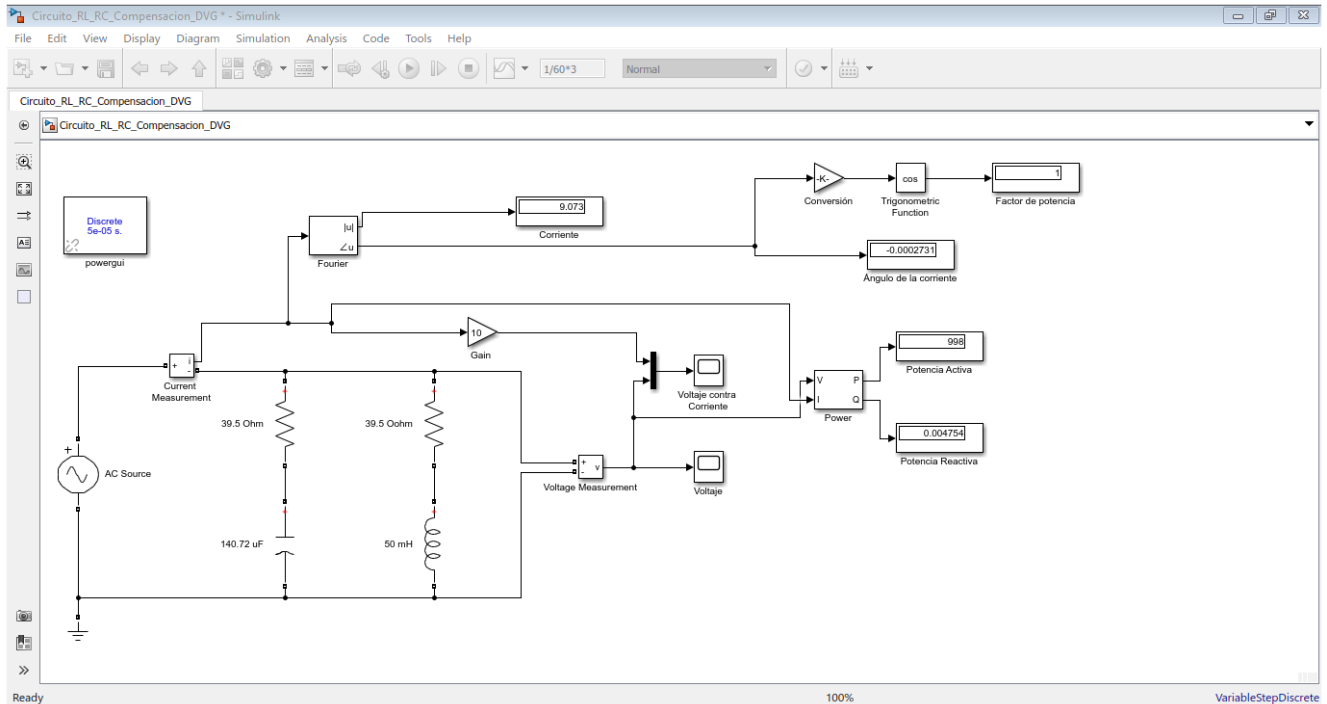 Circuito_RL_RC_Compensacion_DVG * - Simulink
File Edit View Display Diagram Simulation Analysis Code Tools Help
1/60*3
Normal
Circuito_RL_RC_Compensacion_DVG
Circuito_RL_RC_Compensacion_DVG
Discrete
5e-05 s.
powergui
|u|
∠u
Fourier
9.073
Corriente
-K-
Conversión
cos
Trigonometric
Function
1
Factor de potencia
-0.0002731
Ángulo de la corriente
10
Gain
+
i
-
Current
Measurement
39.5 Ohm
39.5 Oohm
Voltaje contra
Corriente
V
I
P
Q
Power
998
Potencia Activa
0.004754
Potencia Reactiva
+
AC Source
+
-
v
Voltage Measurement
Voltaje
140.72 uF
50 mH
Ready
100%
VariableStepDiscrete